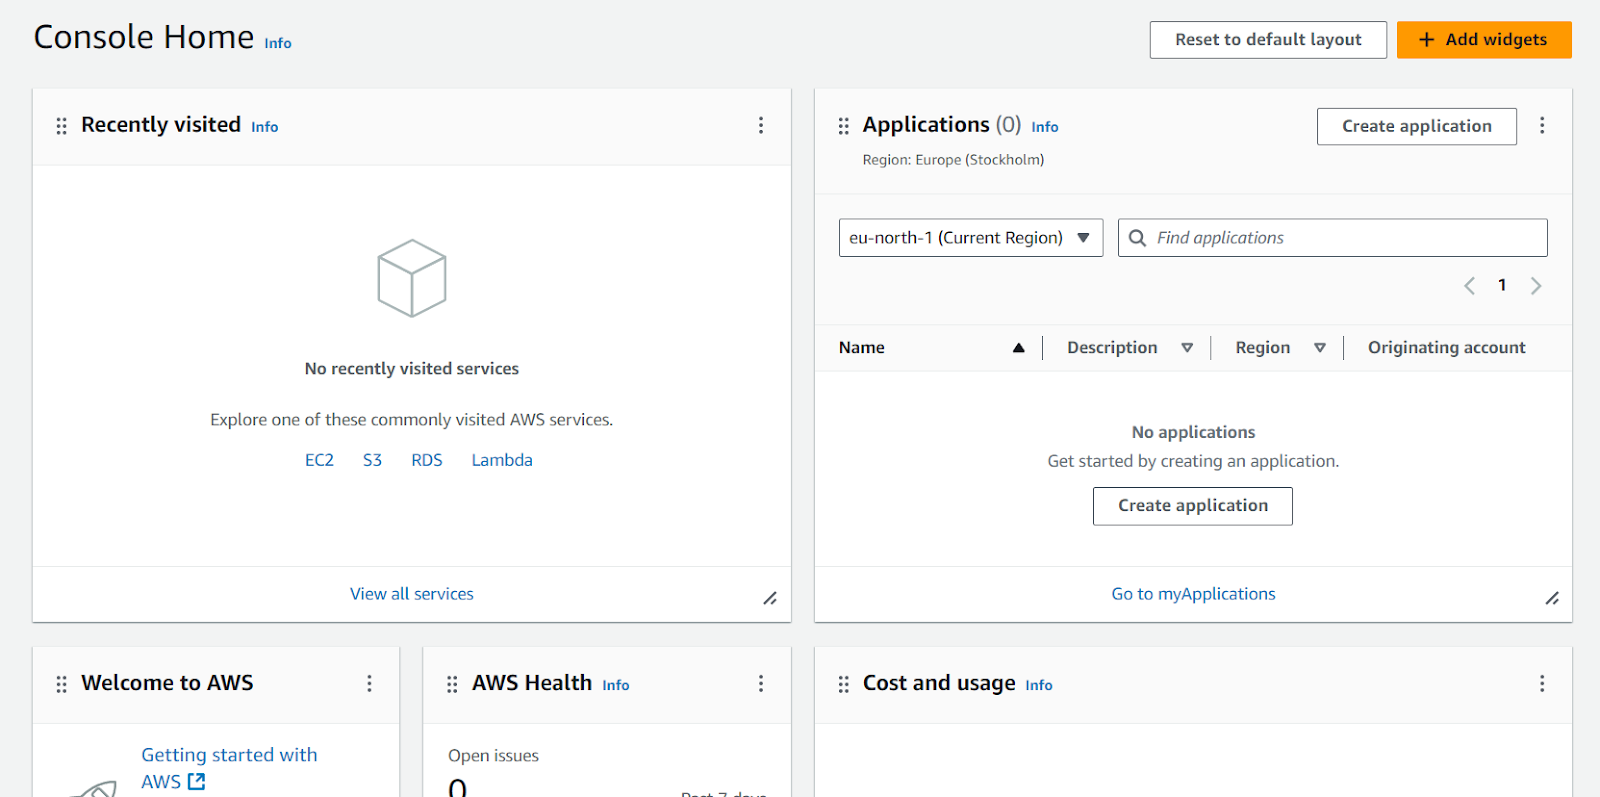 Console Home Info
Reset to default layout
+ Add widgets
Recently visited Info
No recently visited services
Explore one of these commonly visited AWS services.
EC2 S3 RDS Lambda
View all services
Applications (0) Info
Create application
Region: Europe (Stockholm)
eu-north-1 (Current Region)
Find applications
1
Name Description Region Originating account
No applications
Get started by creating an application.
Create application
Go to myApplications
Welcome to AWS
Getting started with
AWS
AWS Health Info
Open issues
0
Past 7 days
Cost and usage Info